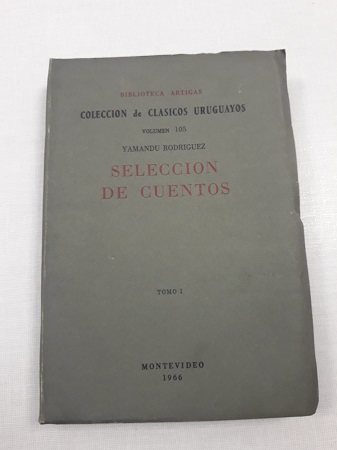 BIBLIOTECA ARTIGAS
COLECCION de CLASICOS URUGUAYOS
VOLUMEN 105
YAMANDU RODRIGUEZ
SELECCION
DE CUENTOS
TOMO I
MONTEVIDEO
1966